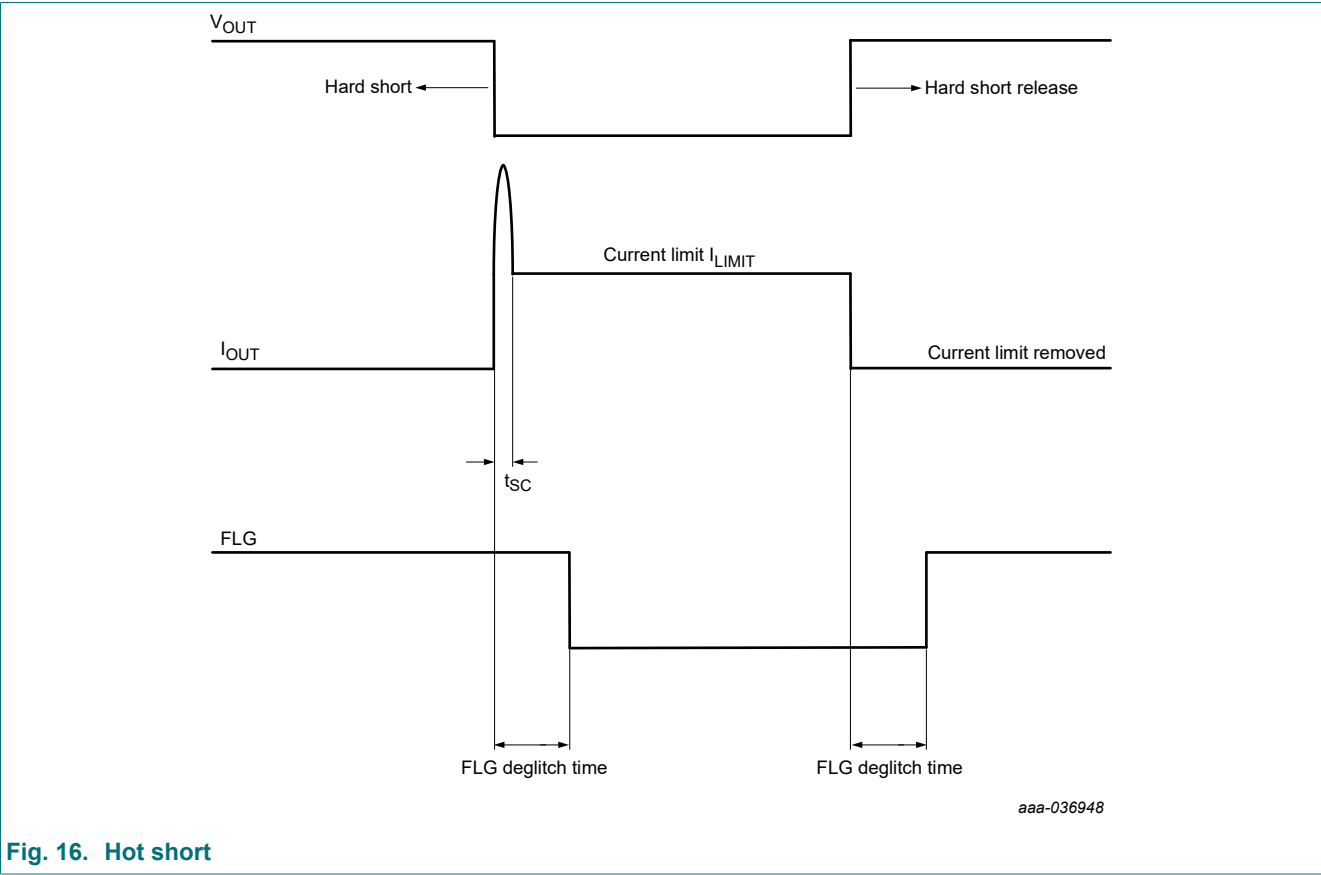 VOUT
Hard short
Hard short release
Current limit ILIMIT
IOUT
Current limit removed
tSC
FLG
FLG deglitch time
FLG deglitch time
aaa-036948
Fig. 16. Hot short